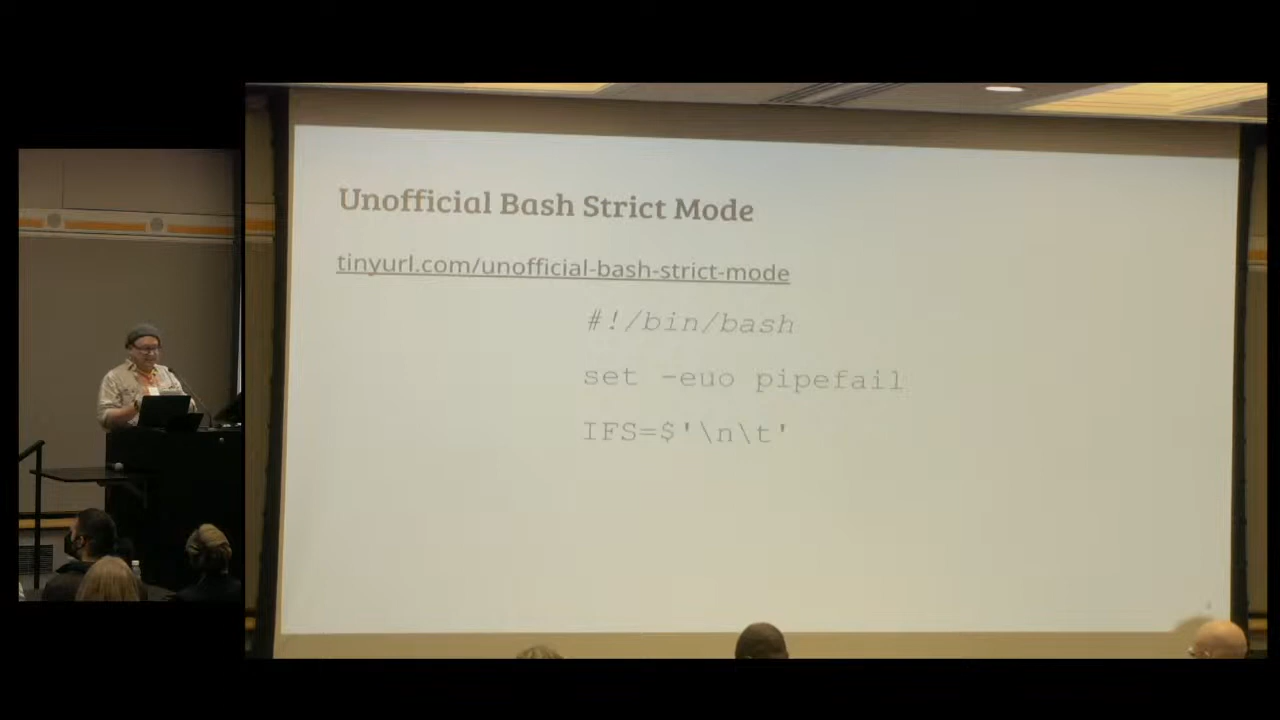 Unofficial Bash Strict Mode
tinyurl.com/unofficial-bash-strict-mode
#!/bin/bash
set -euo pipefail
IFS=$'\n\t'